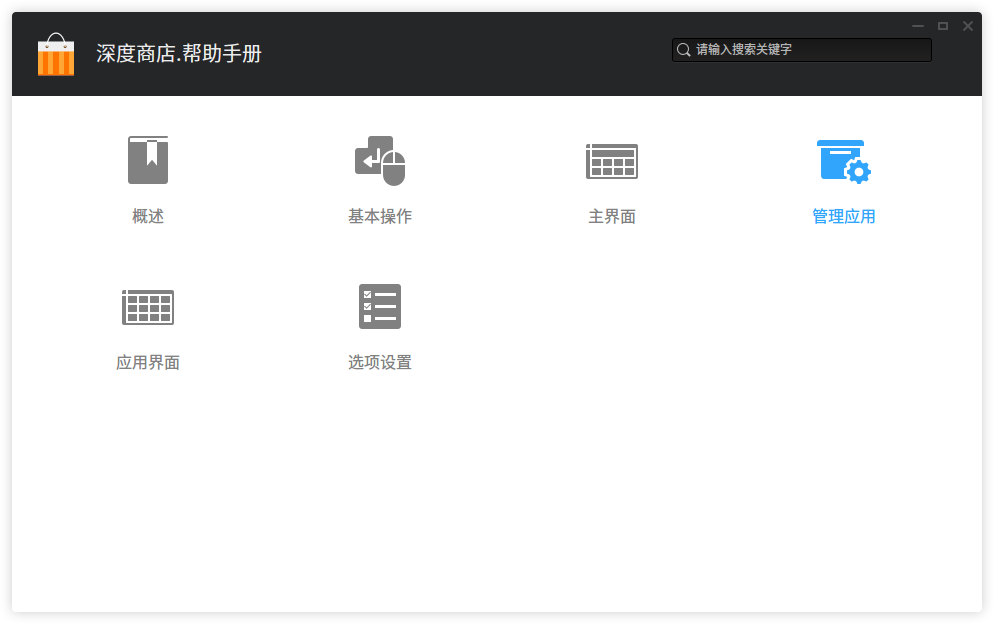 深度商店.帮助手册
请输入搜索关键字
概述
基本操作
主界面
管理应用
应用界面
选项设置